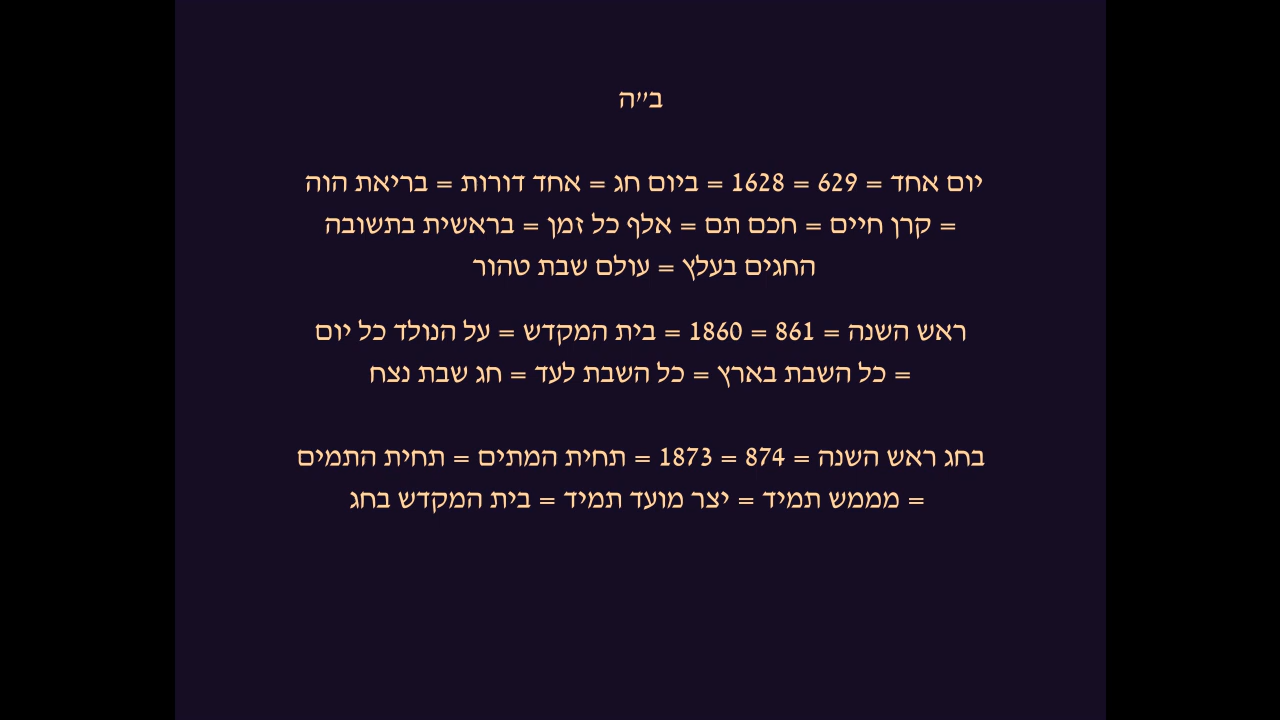 ב״ה
יום אחד = 629 = 1628 = ביום חג = אחד דורות = בריאת הוה
= קרן חיים = חכם תם = אלף כל זמן = בראשית בתשובה
החגים בעלץ = עולם שבת טהור
ראש השנה = 861 = 1860 = בית המקדש = על הנולד כל יום
= כל השבת בארץ = כל השבת לעד = חג שבת נצח
בחג ראש השנה = 874 = 1873 = תחית המתים = תחית התמים
= מממש תמיד = יצר מועד תמיד = בית המקדש בחג